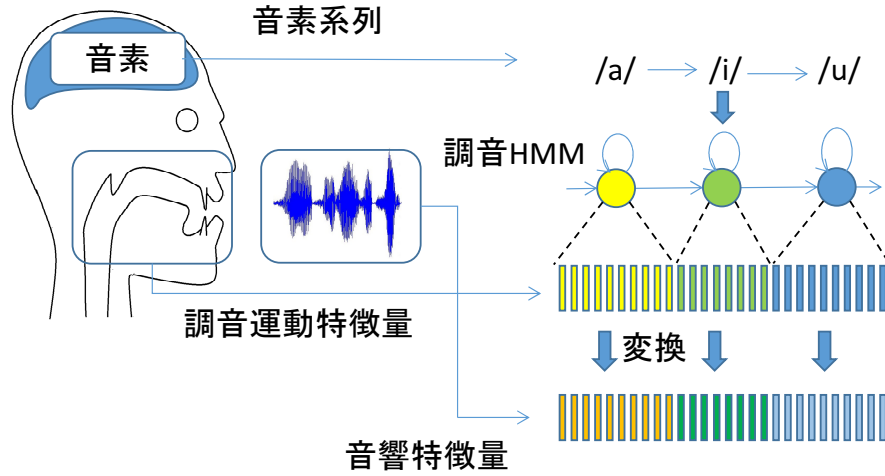 音素系列
音素
/a/ /i/ /u/
調音HMM
調音運動特徴量
変換
音響特徴量